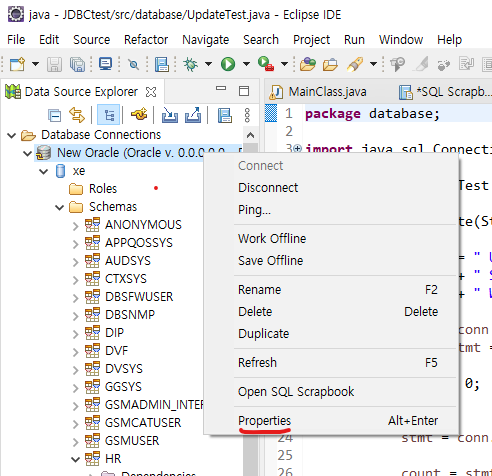 java - JDBCtest/src/database/UpdateTest.java - Eclipse IDE
File Edit Source Refactor Navigate Search Project Run Window Help
Data Source Explorer
MainClass.java
*SQL Scrapb...
Database Connections
New Oracle (Oracle v. 0.0.0.0.0
xe
Roles
Schemas
ANONYMOUS
APPQOSSYS
AUDSYS
CTXSYS
DBSFWUSER
DBSNMP
DIP
DVF
DVSYS
GGSYS
GSMADMIN_INTE
GSMCATUSER
GSMUSER
HR
Dependencies
Connect
Disconnect
Ping...
Work Offline
Save Offline
Rename F2
Delete Delete
Duplicate
Refresh F5
Open SQL Scrapbook
Properties Alt+Enter
1 package database;
2
3 import java.sql.Connecti
Test
te(St
= " U
+ " S
+ " W
conn
stmt =
0;
24 stmt = conn.
count = stmt